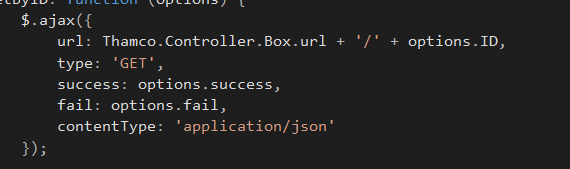 etByID: function (options) {
$.ajax({
url: Thamco.Controller.Box.url + '/' + options.ID,
type: 'GET',
success: options.success,
fail: options.fail,
contentType: 'application/json'
});